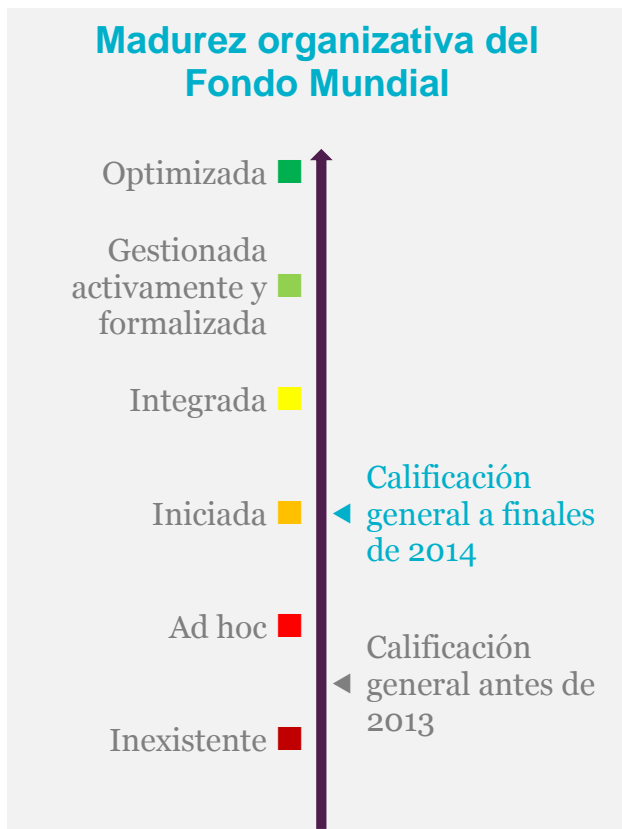 Madurez organizativa del
Fondo Mundial
Optimizada
Gestionada
activamente y
formalizada
Integrada
Iniciada
Calificación
general a finales
de 2014
Ad hoc
Calificación
general antes de
2013
Inexistente